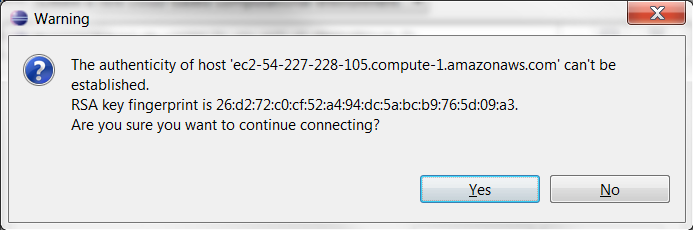 Warning
The authenticity of host 'ec2-54-227-228-105.compute-1.amazonaws.com' can't be
established.
RSA key fingerprint is 26:d2:72:c0:cf:52:a4:94:dc:5a:bc:b9:76:5d:09:a3.
Are you sure you want to continue connecting?
Yes
No